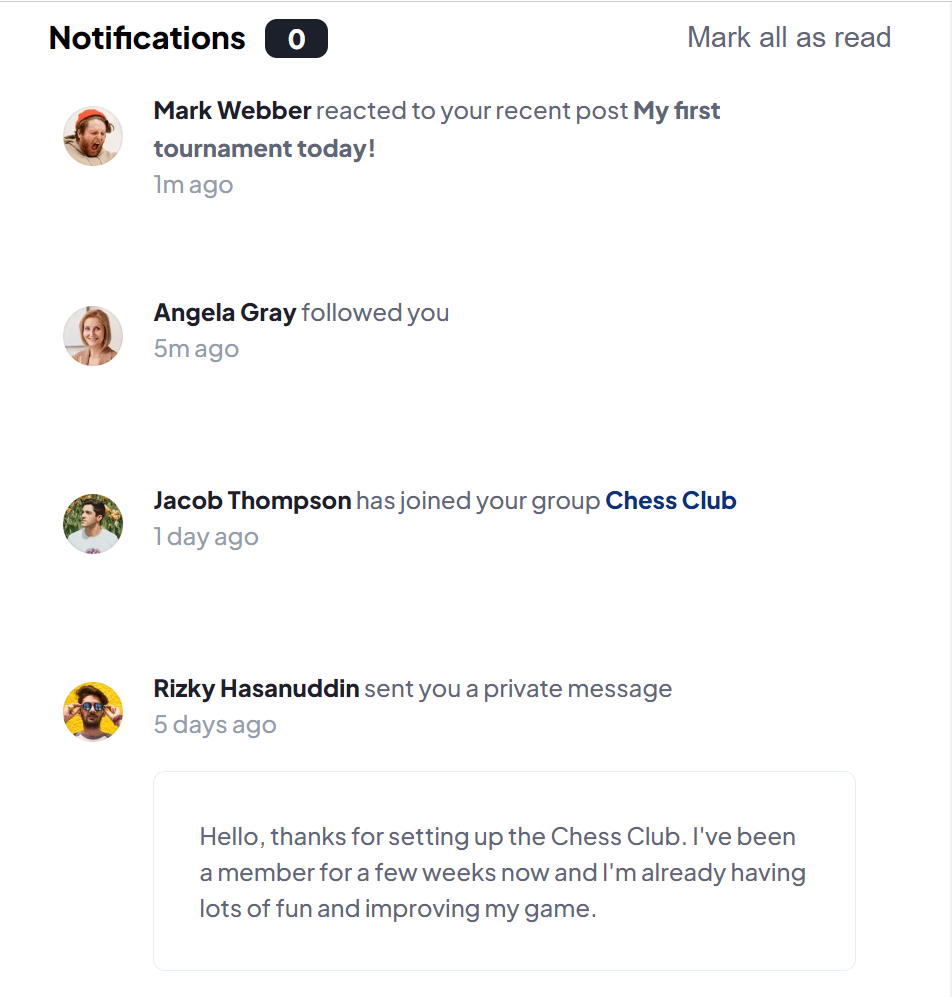 Notifications 0 Mark all as read
Mark Webber reacted to your recent post My first
tournament today!
1m ago
Angela Gray followed you
5m ago
Jacob Thompson has joined your group Chess Club
1 day ago
Rizky Hasanuddin sent you a private message
5 days ago
Hello, thanks for setting up the Chess Club. I've been
a member for a few weeks now and I'm already having
lots of fun and improving my game.